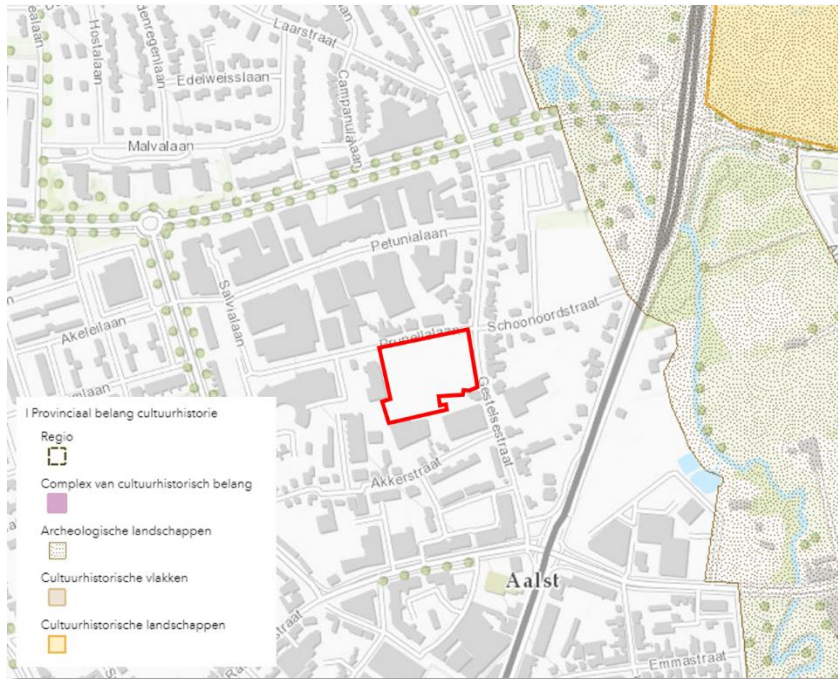 Hostalaan
Laarstraat
Edelweisslaan
Campanulalaan
Malvalaan
Petunialaan
Salvialaan
Akeleilaan
Schoonoordstraat
Prunellalaan
Gestelsestraat
Akkerstraat
Aalst
Emmastraat
I Provinciaal belang cultuurhistorie
Regio
Complex van cultuurhistorisch belang
Archeologische landschappen
Cultuurhistorische vlakken
Cultuurhistorische landschappen